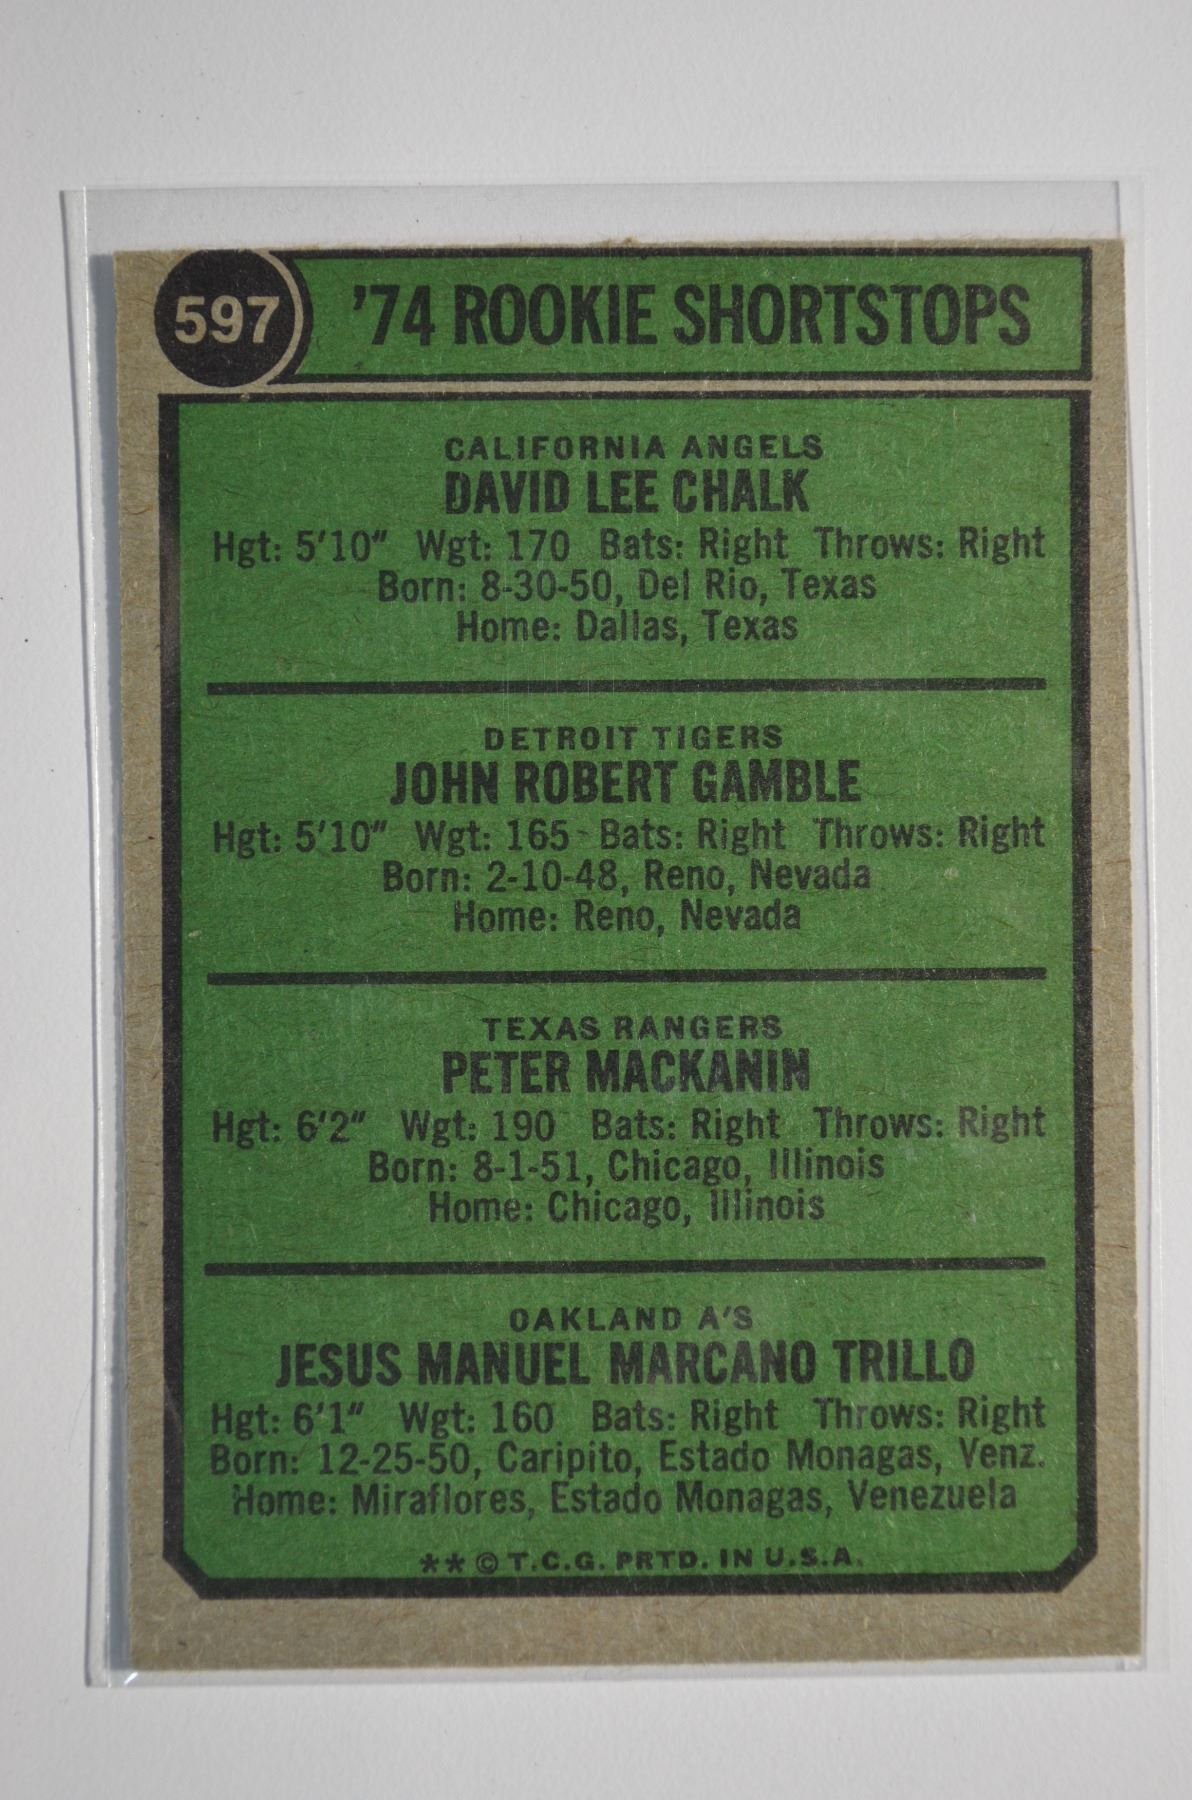 597
'74 ROOKIE SHORTSTOPS
CALIFORNIA ANGELS
DAVID LEE CHALK
Hgt: 5'10" Wgt: 170 Bats: Right Throws: Right
Born: 8-30-50, Del Rio, Texas
Home: Dallas, Texas
DETROIT TIGERS
JOHN ROBERT GAMBLE
Hgt: 5'10" Wgt: 165 Bats: Right Throws: Right
Born: 2-10-48, Reno, Nevada
Home: Reno, Nevada
TEXAS RANGERS
PETER MACKANIN
Hgt: 6'2" Wgt: 190 Bats: Right Throws: Right
Born: 8-1-51, Chicago, Illinois
Home: Chicago, Illinois
OAKLAND A'S
JESUS MANUEL MARCANO TRILLO
Hgt: 6'1" Wgt: 160 Bats: Right Throws: Right
Born: 12-25-50, Caripito, Estado Monagas, Venz.
Home: Miraflores, Estado Monagas, Venezuela
** © T.C.G. PRTD. IN U.S.A.